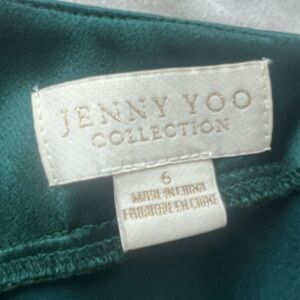 JENNY YOO
COLLECTION
6
MADE IN CHINA
FABRIQUÉ EN CHINE